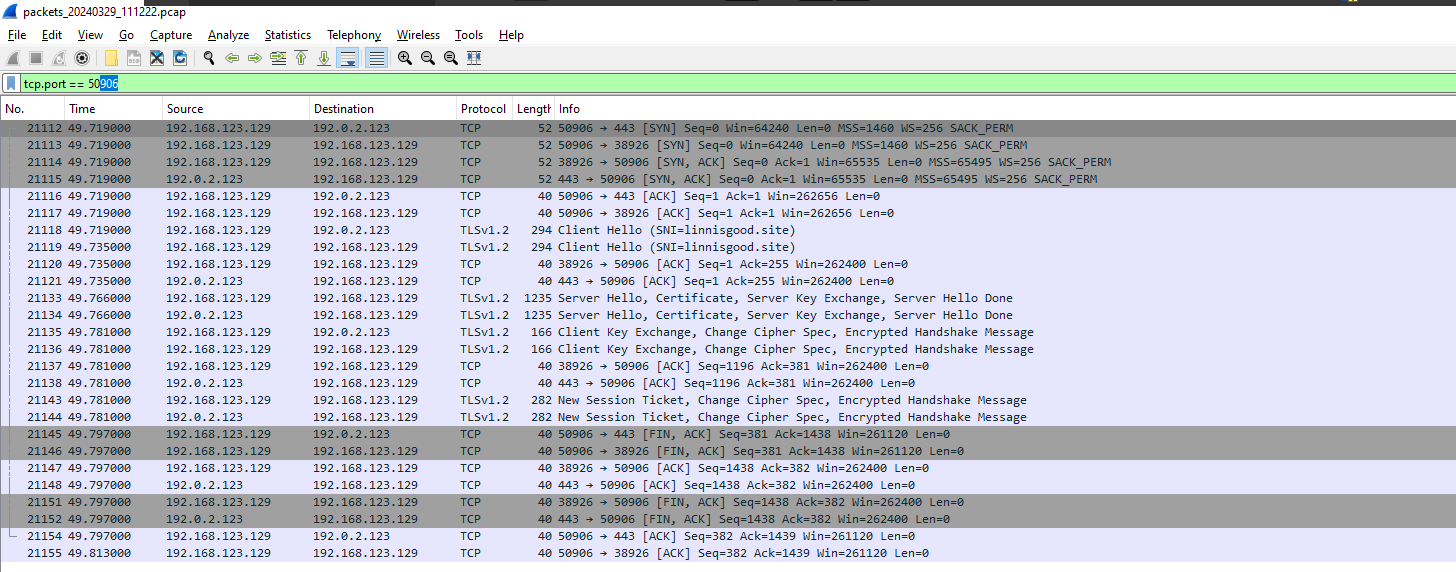 packets_20240329_111222.pcap
File Edit View Go Capture Analyze Statistics Telephony Wireless Tools Help
tcp.port == 50906
No. Time Source Destination Protocol Length Info
21112 49.719000 192.168.123.129 192.0.2.123 TCP 52 50906 → 443 [SYN] Seq=0 Win=64240 Len=0 MSS=1460 WS=256 SACK_PERM
21113 49.719000 192.168.123.129 192.168.123.129 TCP 52 50906 → 38926 [SYN] Seq=0 Win=64240 Len=0 MSS=1460 WS=256 SACK_PERM
21114 49.719000 192.168.123.129 192.168.123.129 TCP 52 38926 → 50906 [SYN, ACK] Seq=0 Ack=1 Win=65535 Len=0 MSS=65495 WS=256 SACK_PERM
21115 49.719000 192.0.2.123 192.168.123.129 TCP 52 443 → 50906 [SYN, ACK] Seq=0 Ack=1 Win=65535 Len=0 MSS=65495 WS=256 SACK_PERM
21116 49.719000 192.168.123.129 192.0.2.123 TCP 40 50906 → 443 [ACK] Seq=1 Ack=1 Win=262656 Len=0
21117 49.719000 192.168.123.129 192.168.123.129 TCP 40 50906 → 38926 [ACK] Seq=1 Ack=1 Win=262656 Len=0
21118 49.719000 192.168.123.129 192.0.2.123 TLSv1.2 294 Client Hello (SNI=linnisgood.site)
21119 49.735000 192.168.123.129 192.168.123.129 TLSv1.2 294 Client Hello (SNI=linnisgood.site)
21120 49.735000 192.168.123.129 192.168.123.129 TCP 40 38926 → 50906 [ACK] Seq=1 Ack=255 Win=262400 Len=0
21121 49.735000 192.0.2.123 192.168.123.129 TCP 40 443 → 50906 [ACK] Seq=1 Ack=255 Win=262400 Len=0
21133 49.766000 192.168.123.129 192.168.123.129 TLSv1.2 1235 Server Hello, Certificate, Server Key Exchange, Server Hello Done
21134 49.766000 192.0.2.123 192.168.123.129 TLSv1.2 1235 Server Hello, Certificate, Server Key Exchange, Server Hello Done
21135 49.781000 192.168.123.129 192.0.2.123 TLSv1.2 166 Client Key Exchange, Change Cipher Spec, Encrypted Handshake Message
21136 49.781000 192.168.123.129 192.168.123.129 TLSv1.2 166 Client Key Exchange, Change Cipher Spec, Encrypted Handshake Message
21137 49.781000 192.168.123.129 192.168.123.129 TCP 40 38926 → 50906 [ACK] Seq=1196 Ack=381 Win=262400 Len=0
21138 49.781000 192.0.2.123 192.168.123.129 TCP 40 443 → 50906 [ACK] Seq=1196 Ack=381 Win=262400 Len=0
21143 49.781000 192.168.123.129 192.168.123.129 TLSv1.2 282 New Session Ticket, Change Cipher Spec, Encrypted Handshake Message
21144 49.781000 192.0.2.123 192.168.123.129 TLSv1.2 282 New Session Ticket, Change Cipher Spec, Encrypted Handshake Message
21145 49.797000 192.168.123.129 192.0.2.123 TCP 40 50906 → 443 [FIN, ACK] Seq=381 Ack=1438 Win=261120 Len=0
21146 49.797000 192.168.123.129 192.168.123.129 TCP 40 50906 → 38926 [FIN, ACK] Seq=381 Ack=1438 Win=261120 Len=0
21147 49.797000 192.168.123.129 192.168.123.129 TCP 40 38926 → 50906 [ACK] Seq=1438 Ack=382 Win=262400 Len=0
21148 49.797000 192.0.2.123 192.168.123.129 TCP 40 443 → 50906 [ACK] Seq=1438 Ack=382 Win=262400 Len=0
21151 49.797000 192.168.123.129 192.168.123.129 TCP 40 38926 → 50906 [FIN, ACK] Seq=1438 Ack=382 Win=262400 Len=0
21152 49.797000 192.0.2.123 192.168.123.129 TCP 40 443 → 50906 [FIN, ACK] Seq=1438 Ack=382 Win=262400 Len=0
21154 49.797000 192.168.123.129 192.0.2.123 TCP 40 50906 → 443 [ACK] Seq=382 Ack=1439 Win=261120 Len=0
21155 49.813000 192.168.123.129 192.168.123.129 TCP 40 50906 → 38926 [ACK] Seq=382 Ack=1439 Win=261120 Len=0